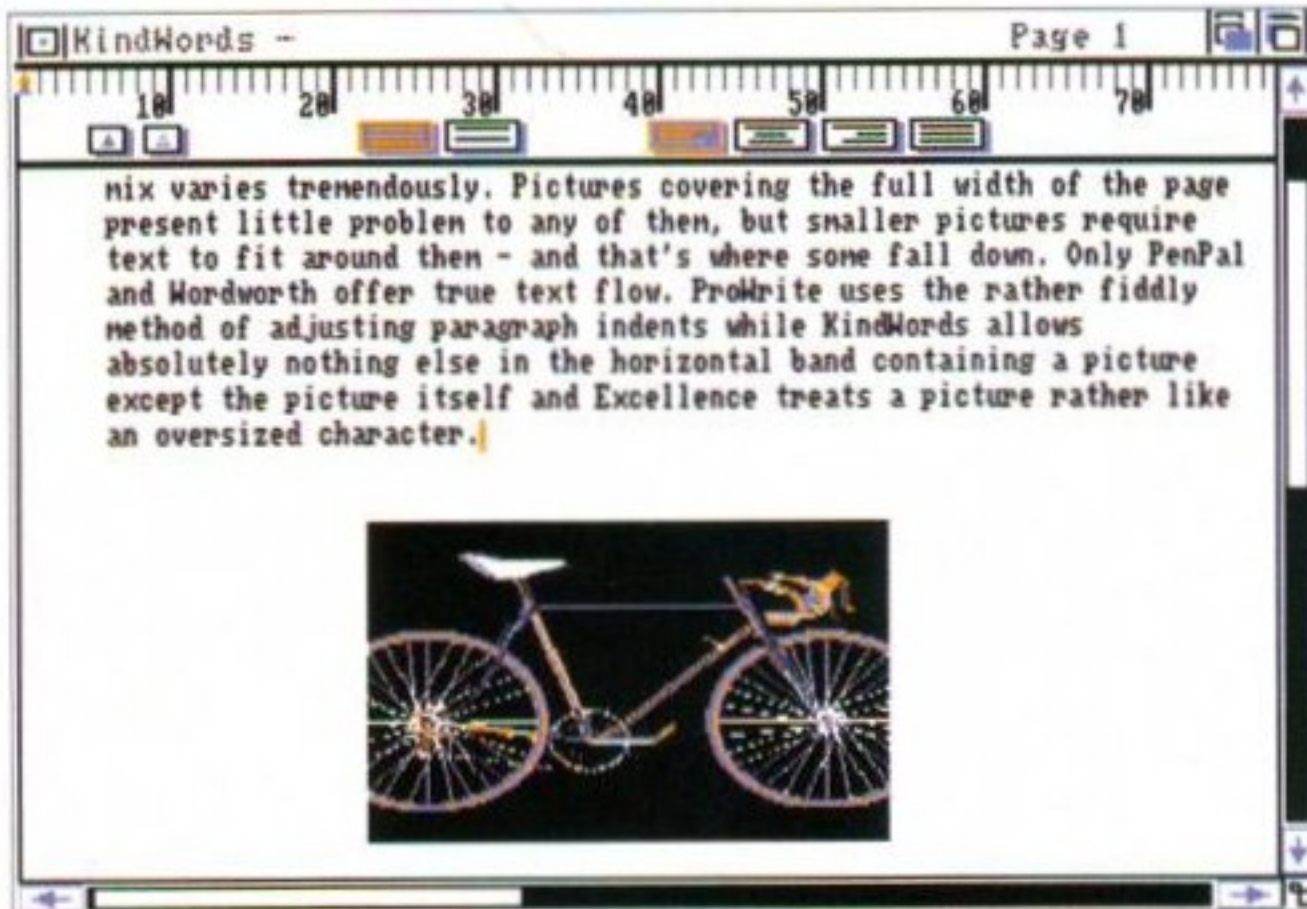 KindWords - Page 1
10 20 30 40 50 60 70
mix varies tremendously. Pictures covering the full width of the page
present little problem to any of them, but smaller pictures require
text to fit around them - and that's where some fall down. Only PenPal
and Wordworth offer true text flow. ProWrite uses the rather fiddly
method of adjusting paragraph indents while KindWords allows
absolutely nothing else in the horizontal band containing a picture
except the picture itself and Excellence treats a picture rather like
an oversized character.